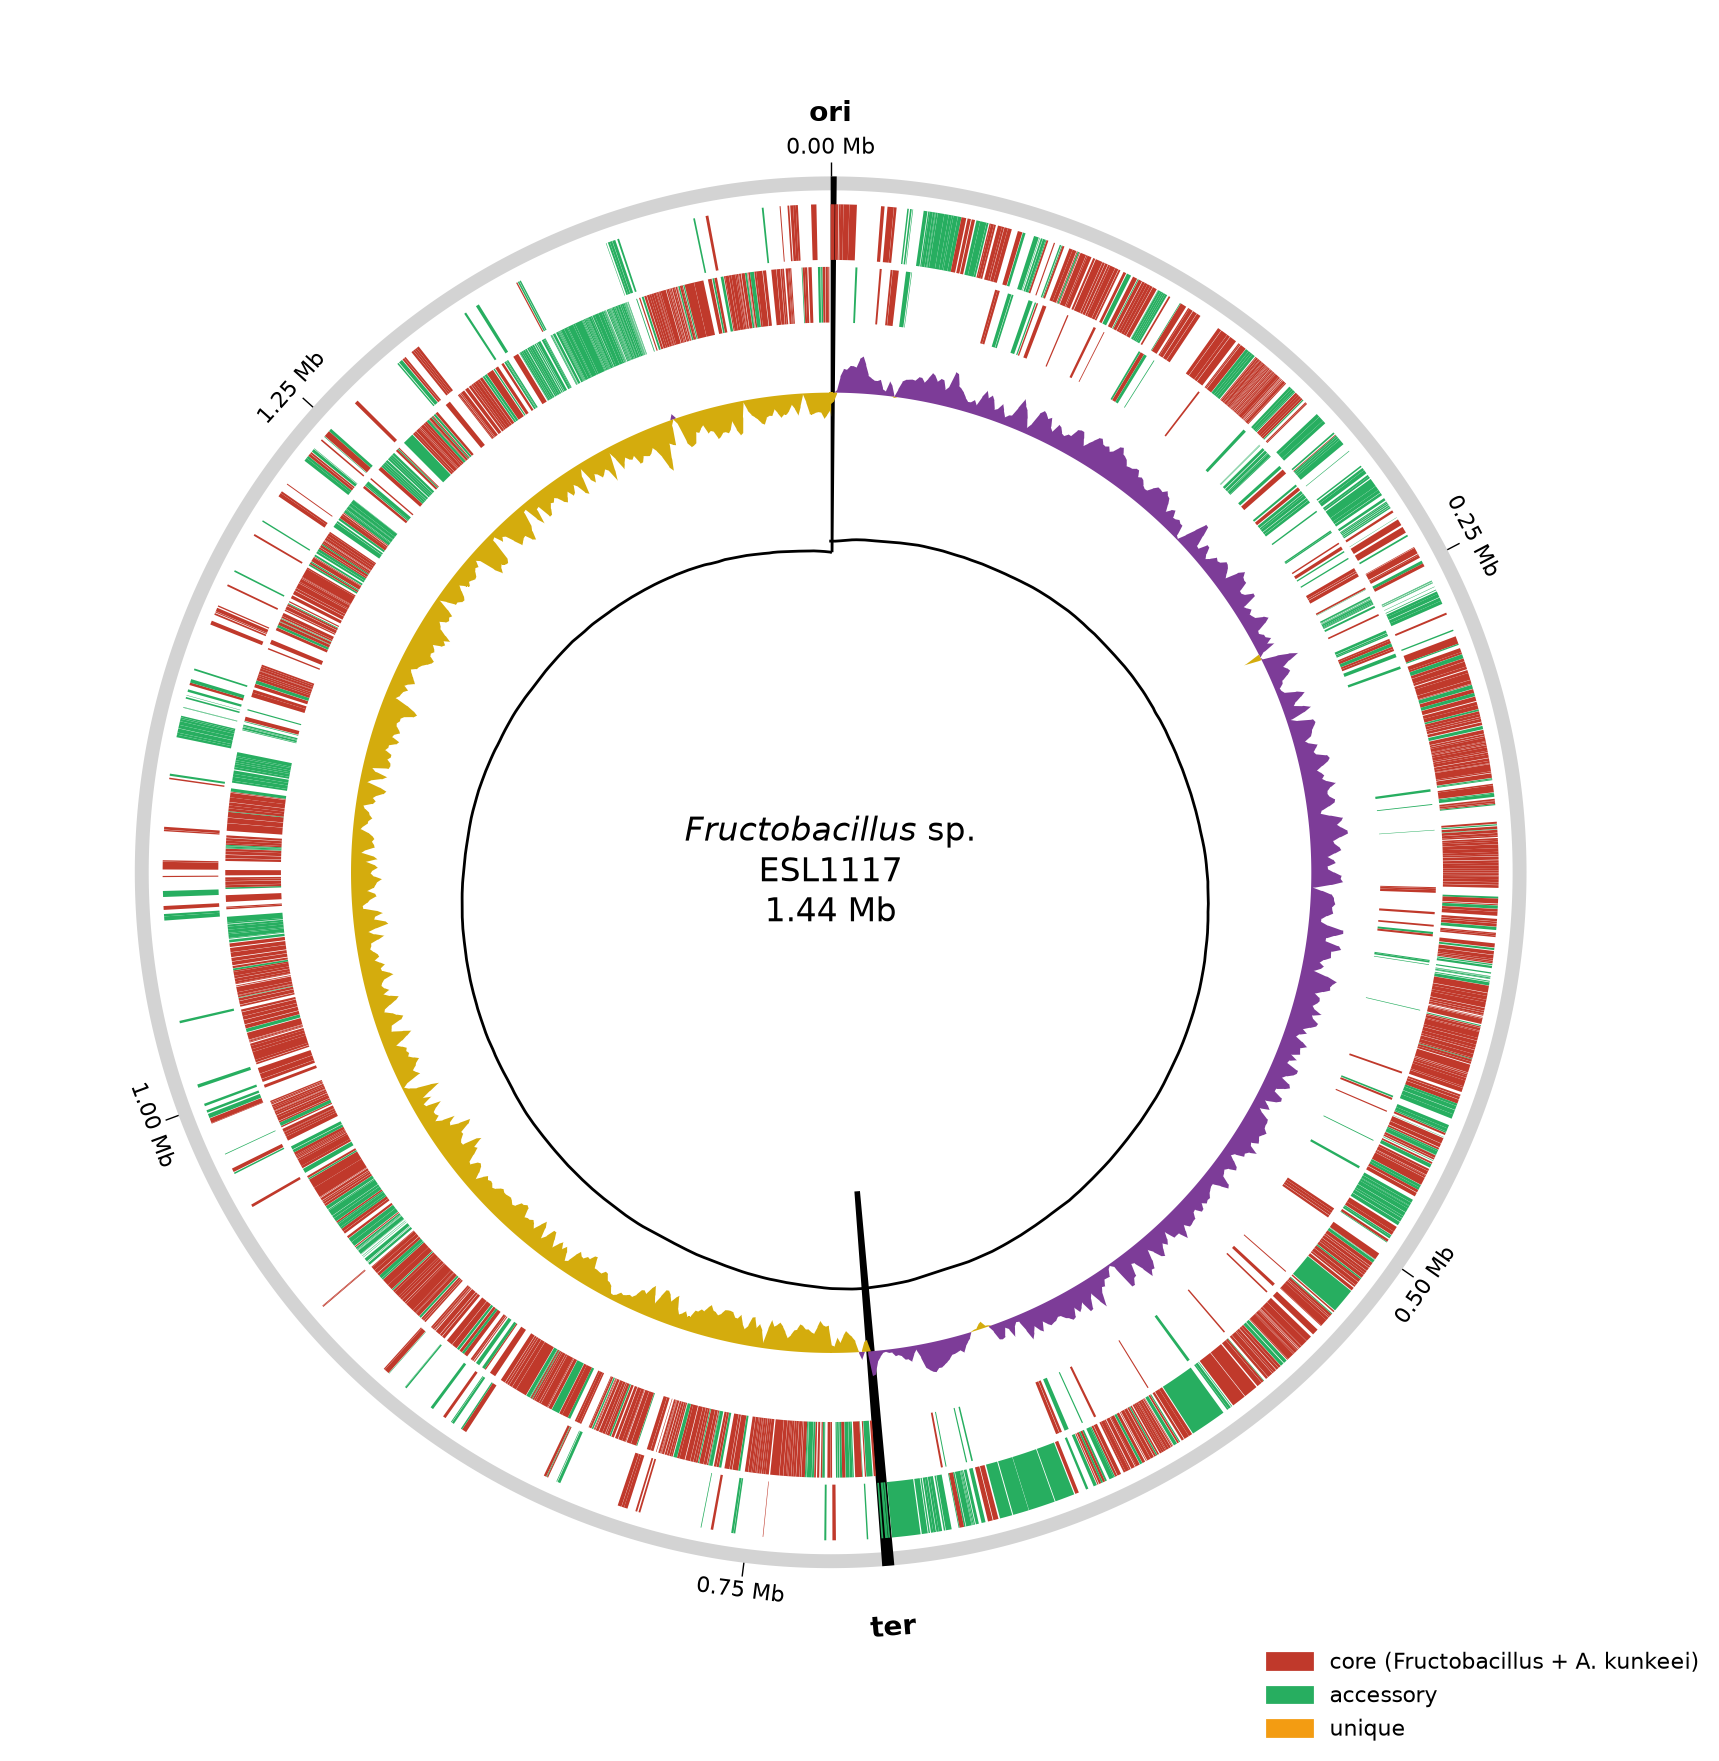 ori
0.00 Mb
0.25 Mb
0.50 Mb
0.75 Mb
1.00 Mb
1.25 Mb
Fructobacillus sp.
ESL1117
1.44 Mb
ter
core (Fructobacillus + A. kunkeei)
accessory
unique